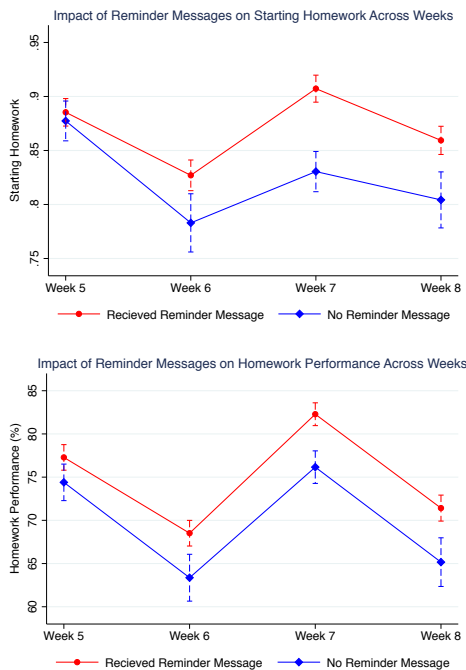 Impact of Reminder Messages on Starting Homework Across Weeks
Starting Homework
.95
.9
.85
.8
.75
Week 5 Week 6 Week 7 Week 8
Recieved Reminder Message No Reminder Message
Impact of Reminder Messages on Homework Performance Across Weeks
Homework Performance (%)
85
80
75
70
65
60
Week 5 Week 6 Week 7 Week 8
Recieved Reminder Message No Reminder Message